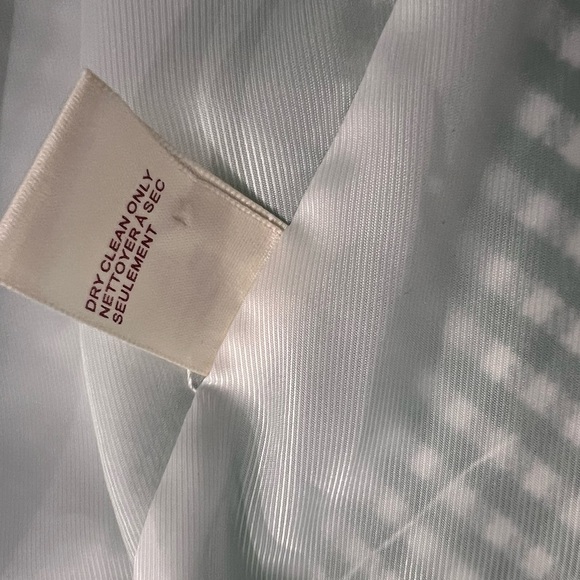 DRY CLEAN ONLY
NETTOYER À SEC
SEULEMENT